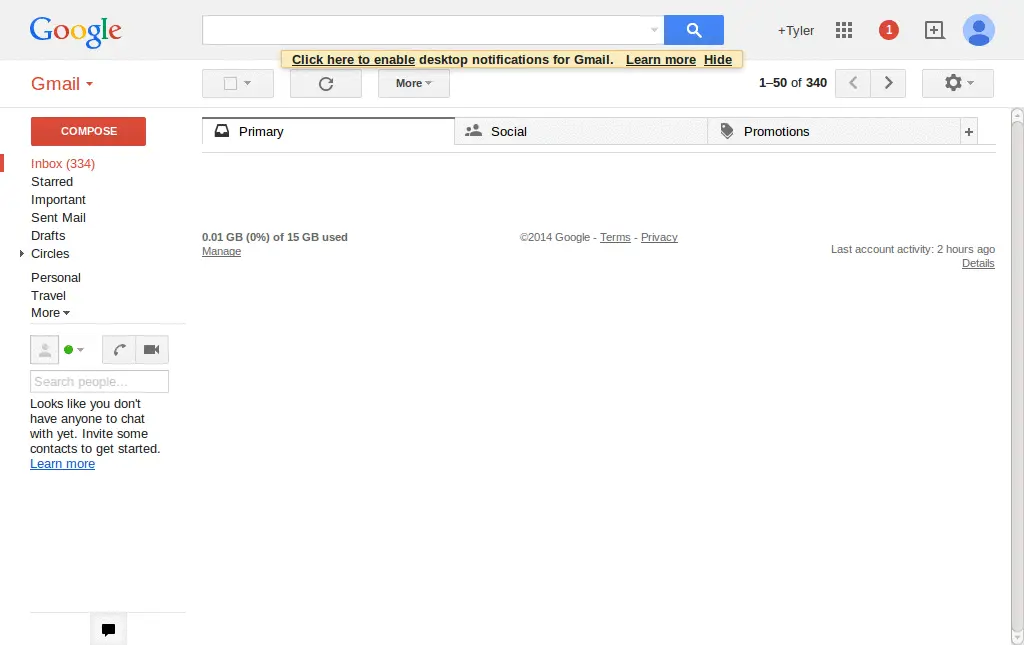 Google
+Tyler
1
Click here to enable desktop notifications for Gmail. Learn more Hide
Gmail
More
1–50 of 340
COMPOSE
Primary
Social
Promotions
+
Inbox (334)
Starred
Important
Sent Mail
Drafts
Circles
Personal
Travel
More
Search people...
Looks like you don't
have anyone to chat
with yet. Invite some
contacts to get started.
Learn more
0.01 GB (0%) of 15 GB used
Manage
©2014 Google - Terms - Privacy
Last account activity: 2 hours ago
Details